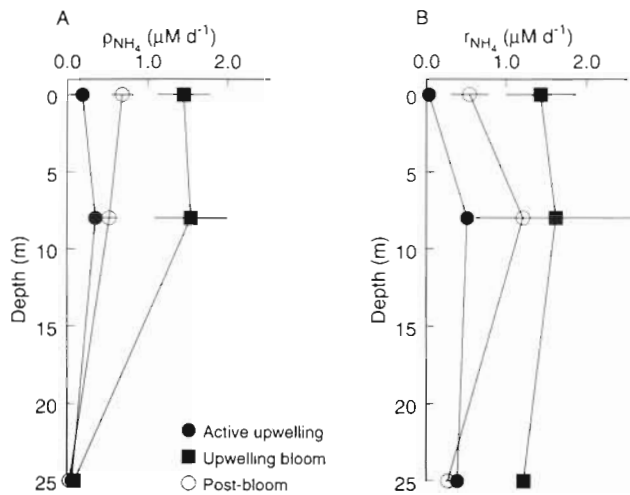 A
ρNH4 (μM d-1)
0.0 1.0 2.0
0
5
10
15
20
25
Depth (m)
Active upwelling
Upwelling bloom
Post-bloom
B
rNH4 (μM d-1)
0.0 1.0 2.0
0
5
10
15
20
25
Depth (m)